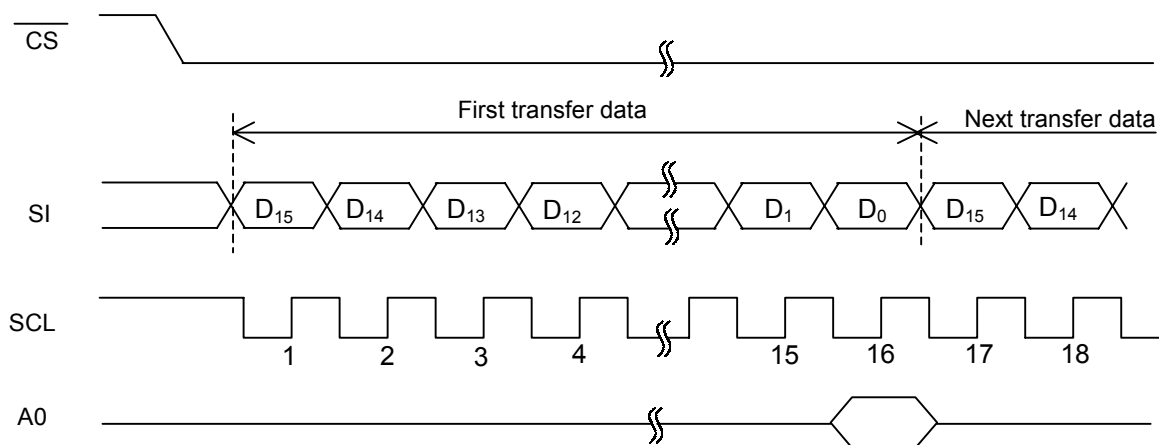 CS
First transfer data
Next transfer data
SI D₁₅ D₁₄ D₁₃ D₁₂ D₁ D₀ D₁₅ D₁₄
SCL
1 2 3 4 15 16 17 18
A0